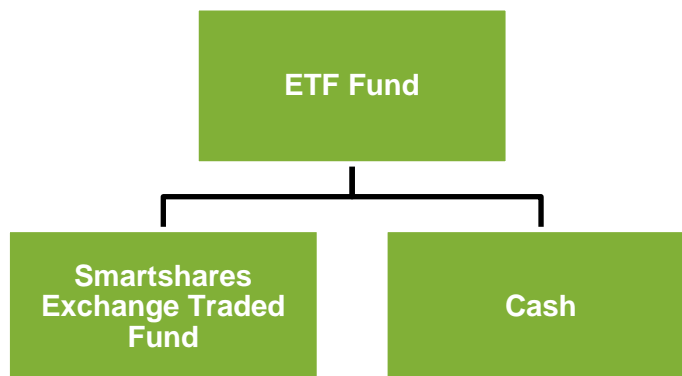 ETF Fund
Smartshares
Exchange Traded
Fund
Cash